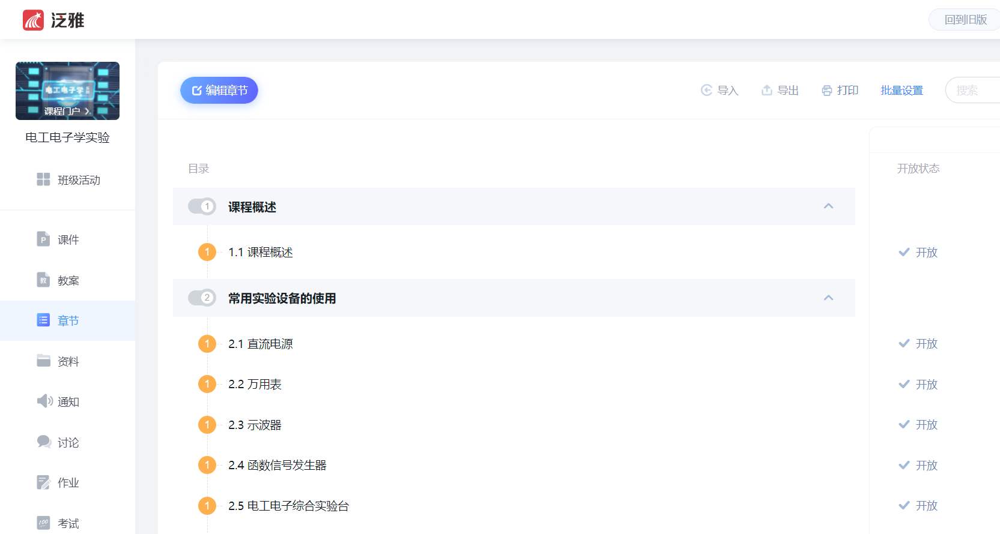 泛雅
回到旧版
电工电子学
课程门户
电工电子学实验
班级活动
课件
教案
章节
资料
通知
讨论
作业
考试
编辑章节
导入
导出
打印
批量设置
搜索
目录
开放状态
1 课程概述
1 1.1 课程概述 开放
2 常用实验设备的使用
1 2.1 直流电源 开放
1 2.2 万用表 开放
1 2.3 示波器 开放
1 2.4 函数信号发生器 开放
1 2.5 电工电子综合实验台 开放